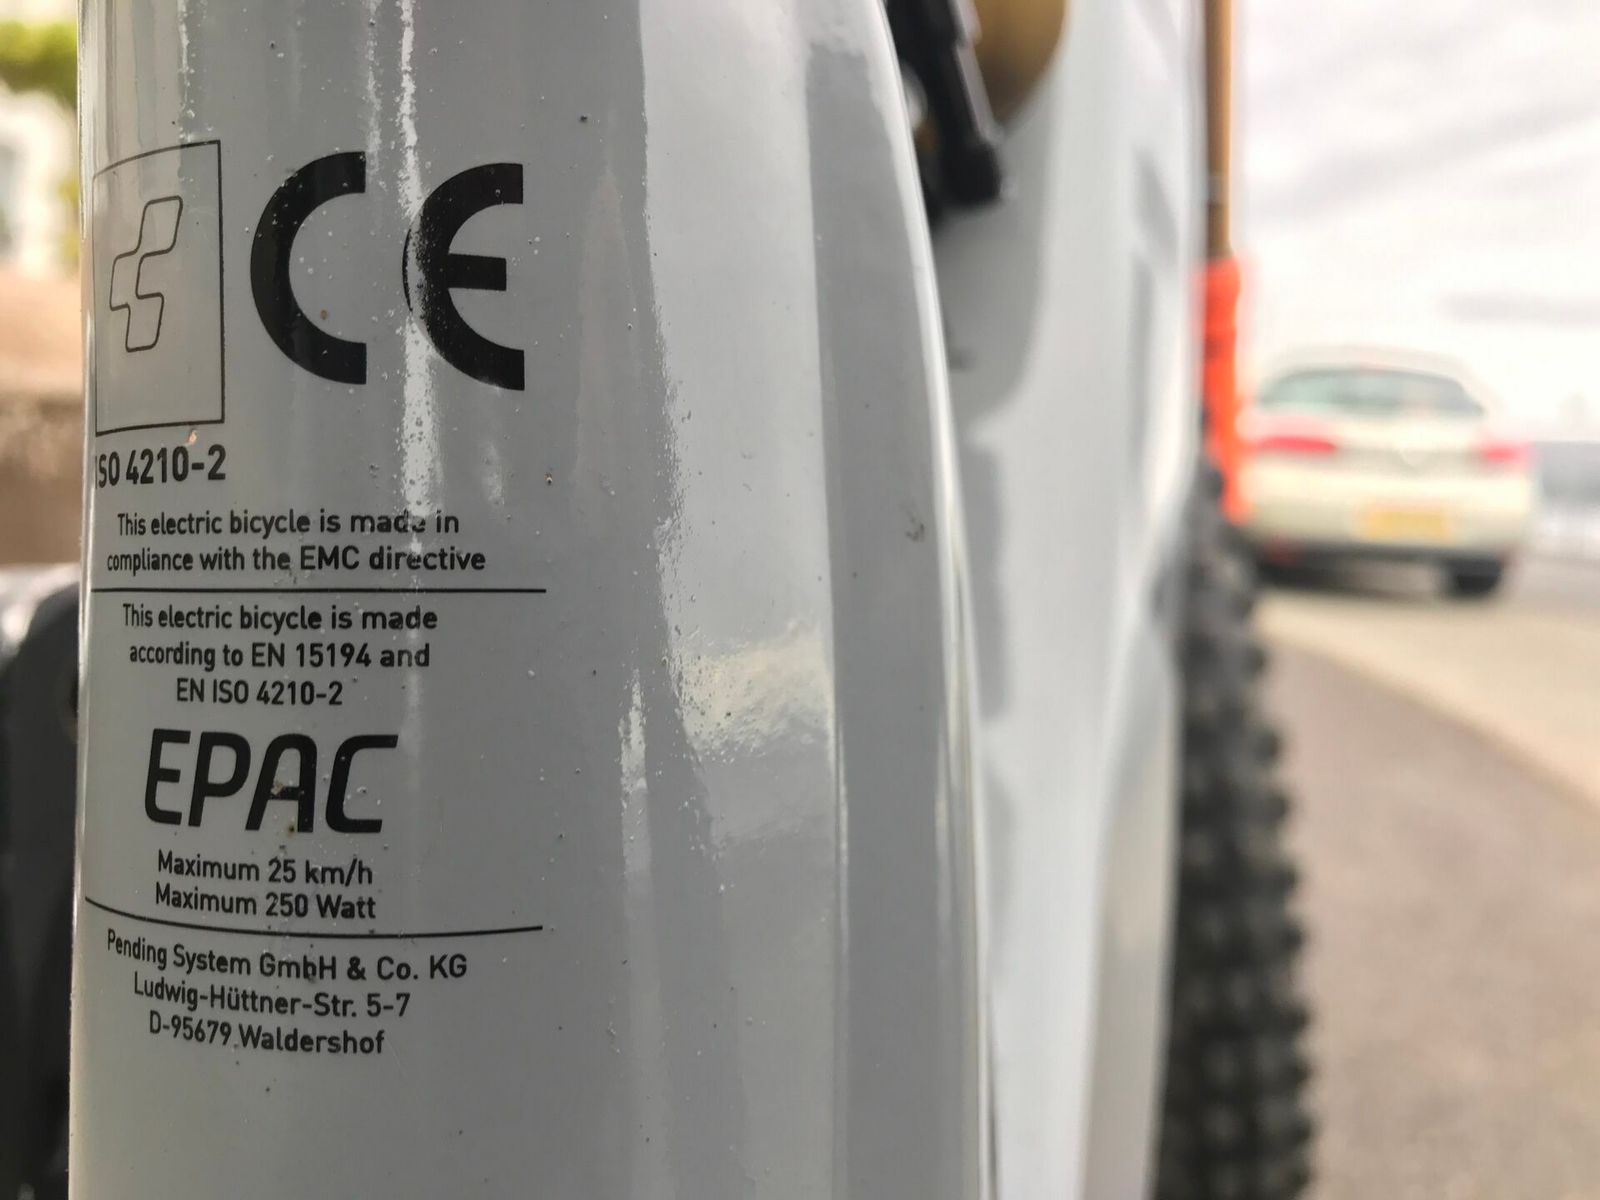 CE
ISO 4210-2
This electric bicycle is made in
compliance with the EMC directive
This electric bicycle is made
according to EN 15194 and
EN ISO 4210-2
EPAC
Maximum 25 km/h
Maximum 250 Watt
Pending System GmbH & Co. KG
Ludwig-Hüttner-Str. 5-7
D-95679 Waldershof